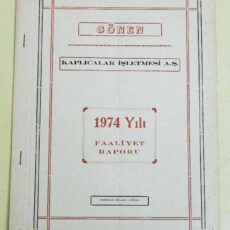 GÖNEN
KAPLICALAR İŞLETMESİ A.Ş.
1974 Yılı
FAALİYET
RAPORU